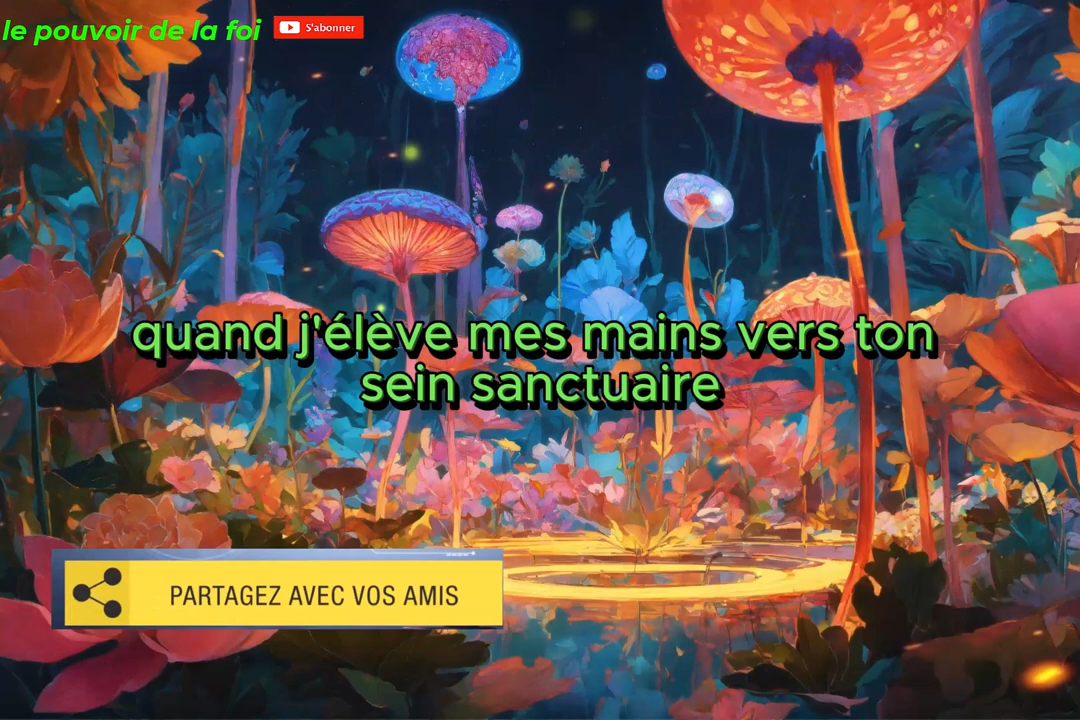 le pouvoir de la foi
S'abonner
quand j'élève mes mains vers ton
sein sanctuaire
PARTAGEZ AVEC VOS AMIS